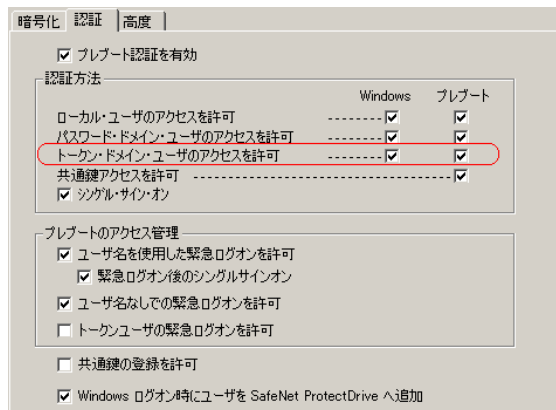 暗号化 認証 高度
プレブート認証を有効
認証方法
Windows プレブート
ローカル・ユーザのアクセスを許可 --------
パスワード・ドメイン・ユーザのアクセスを許可 --------
トークン・ドメイン・ユーザのアクセスを許可 --------
共通鍵アクセスを許可 ------------------------------------
シングル・サイン・オン
プレブートのアクセス管理
ユーザ名を使用した緊急ログオンを許可
緊急ログオン後のシングルサインオン
ユーザ名なしでの緊急ログオンを許可
トークンユーザの緊急ログオンを許可
共通鍵の登録を許可
Windows ログオン時にユーザを SafeNet ProtectDrive へ追加